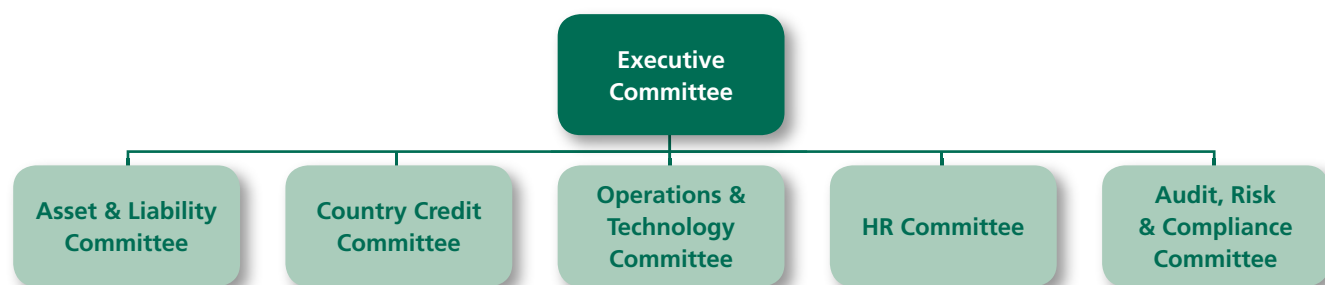 Executive
Committee
Asset & Liability
Committee
Country Credit
Committee
Operations &
Technology
Committee
HR Committee
Audit, Risk
& Compliance
Committee